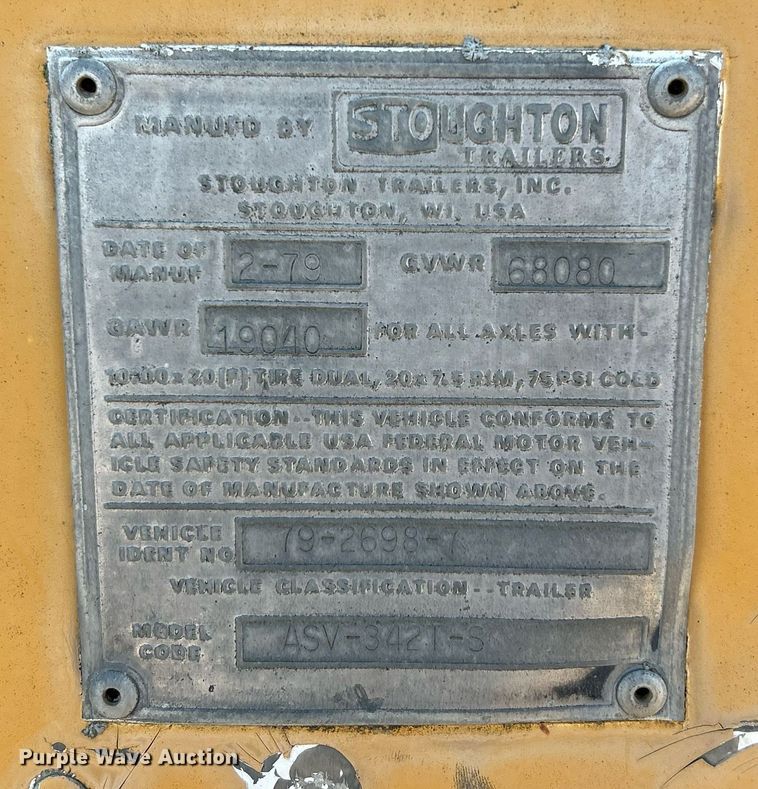 MANUFD BY STOUGHTON
TRAILERS.
STOUGHTON TRAILERS, INC.
STOUGHTON, WI. USA
DATE OF MANUF 2-79 GVWR 68080
GAWR 19040 FOR ALL AXLES WITH-
10:00 x 20 (F) TIRE DUAL, 20 x 7.5 RIM, 75 PSI COLD
CERTIFICATION--THIS VEHICLE CONFORMS TO
ALL APPLICABLE USA FEDERAL MOTOR VEH-
ICLE SAFETY STANDARDS IN EFFECT ON THE
DATE OF MANUFACTURE SHOWN ABOVE.
VEHICLE IDENT NO. 79-2698-7
VEHICLE CLASSIFICATION--TRAILER
MODEL CODE ASV-342T-S
Purple Wave Auction